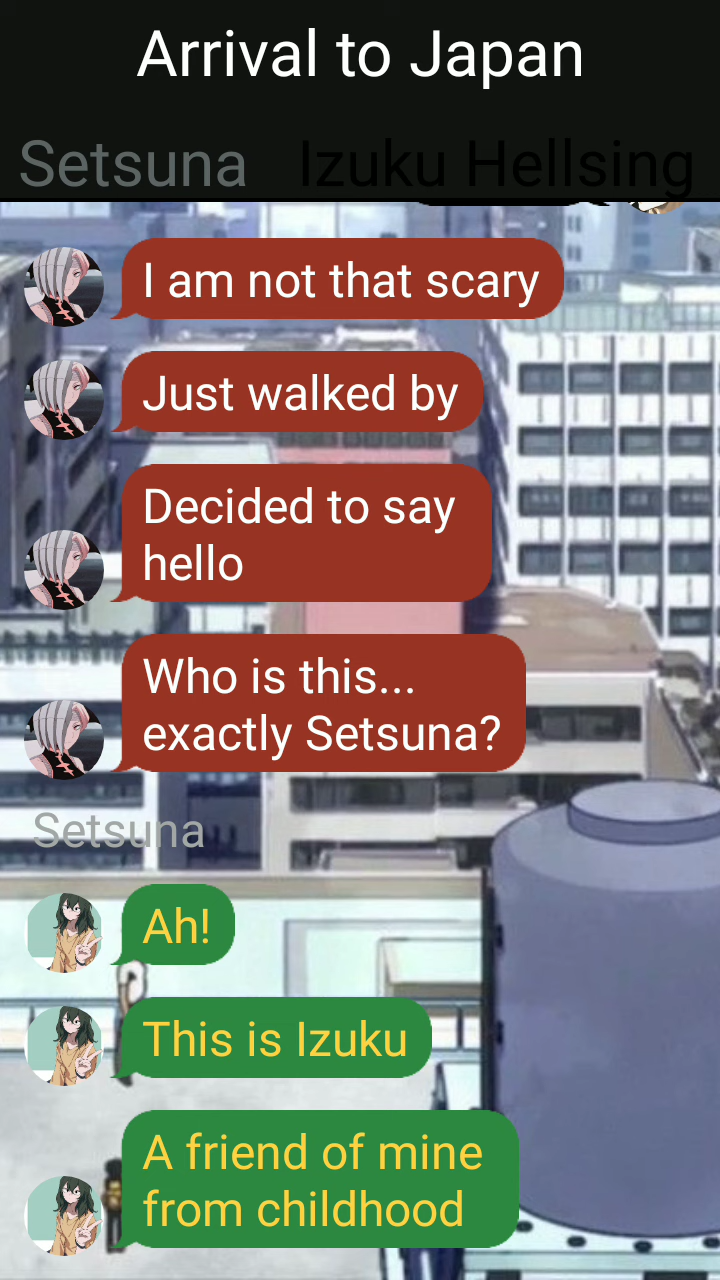 Arrival to Japan
Setsuna Izuku Hellsing
I am not that scary
Just walked by
Decided to say
hello
Who is this...
exactly Setsuna?
Setsuna
Ah!
This is Izuku
A friend of mine
from childhood